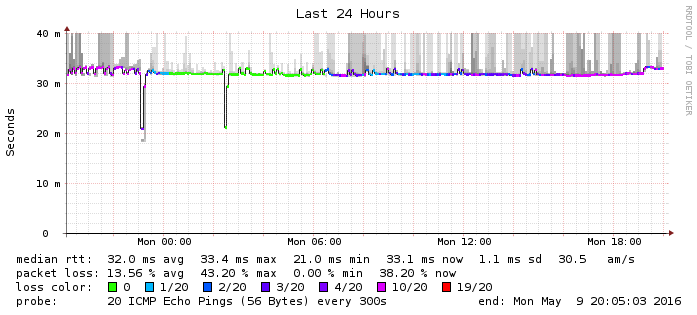 Last 24 Hours
RRDTOOL / TOBI OETIKER
Seconds
40 m
30 m
20 m
10 m
0
Mon 00:00 Mon 06:00 Mon 12:00 Mon 18:00
median rtt: 32.0 ms avg 33.4 ms max 21.0 ms min 33.1 ms now 1.1 ms sd 30.5 am/s
packet loss: 13.56 % avg 43.20 % max 0.00 % min 38.20 % now
loss color: 0 1/20 2/20 3/20 4/20 10/20 19/20
probe: 20 ICMP Echo Pings (56 Bytes) every 300s end: Mon May 9 20:05:03 2016